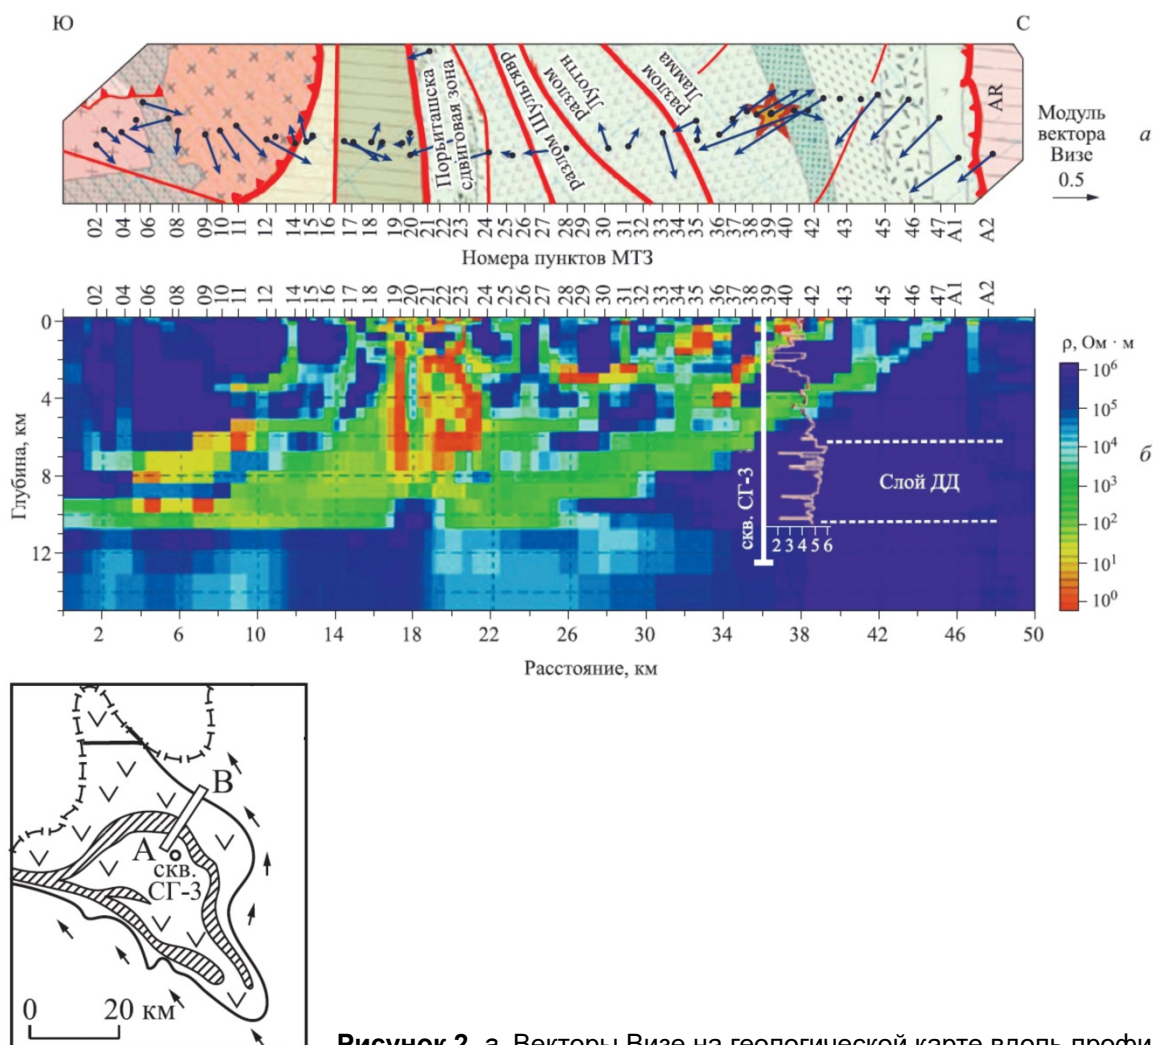 Ю
С
Порьиташска
сдвиговая зона
разлом Шульгявр
разлом
Луоттн
разлом
Ламма
AR
Модуль
вектора
Визе
0.5
а
02 04 06 08 09 10 11 12 14 15 16 17 18 19 20 21 22 23 24 25 26 27 28 29 30 31 32 33 34 35 36 37 38 39 40 42 43 45 46 47 A1 A2
Номера пунктов МТЗ
02 04 06 08 09 10 11 12 14 15 16 17 18 19 20 21 22 23 24 25 26 27 28 29 31 32 33 34 35 36 37 38 39 40 42 43 45 46 47 A1 A2
Глубина, км
0
4
8
12
скв. СГ-3
2 3 4 5 6
Слой ДД
ρ, Ом · м
10⁶
10⁵
10⁴
10³
10²
10¹
10⁰
б
2 6 10 14 18 22 26 30 34 38 42 46 50
Расстояние, км
В
А
скв.
СГ-3
0 20 км
Рисунок 2. а. Векторы Визе на геологической карте вдоль профи